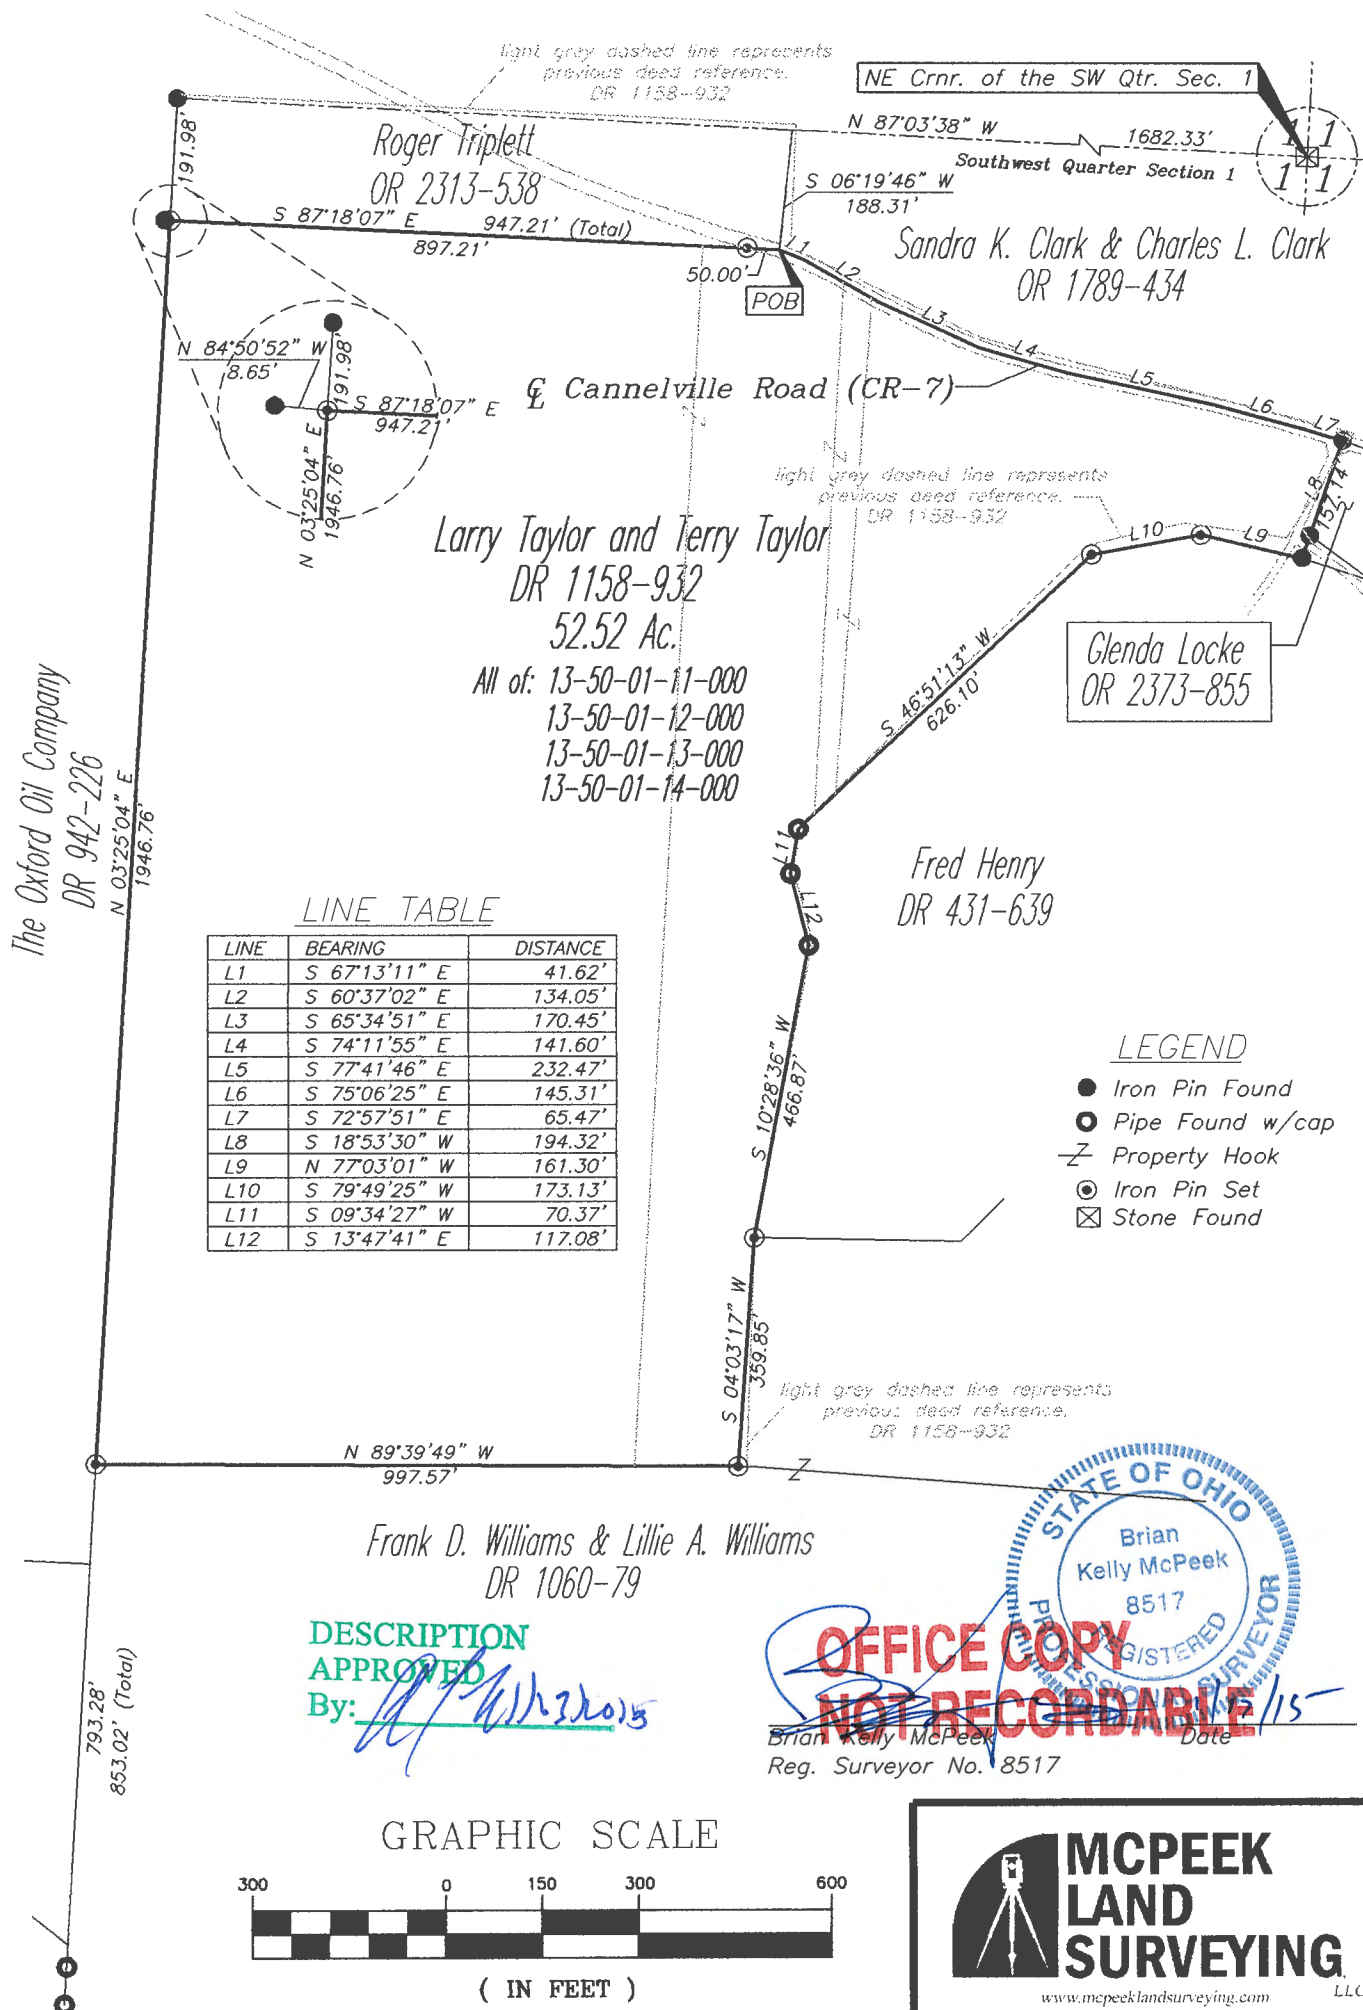 light grey dashed line represents
previous deed reference.
DR 1158-932
NE Crnr. of the SW Qtr. Sec. 1
N 87°03'38" W
1682.33'
Southwest Quarter Section 1
1 1
1 1
191.98'
Roger Triplett
OR 2313-538
S 06°19'46" W
188.31'
S 87°18'07" E 947.21' (Total)
897.21'
50.00'
POB
Sandra K. Clark & Charles L. Clark
OR 1789-434
L1
L2
L3
L4
L5
L6
L7
N 84°50'52" W
8.65'
191.98'
S 87°18'07" E
947.21'
N 03°25'04" E
1946.76'
℄ Cannelville Road (CR-7)
L8
157.14'
light grey dashed line represents
previous deed reference.
DR 1158-932
L10
L9
Larry Taylor and Terry Taylor
DR 1158-932
52.52 Ac.
All of: 13-50-01-11-000
13-50-01-12-000
13-50-01-13-000
13-50-01-14-000
Glenda Locke
OR 2373-855
S 46°51'13" W
626.10'
The Oxford Oil Company
DR 942-226
N 03°25'04" E
1946.76'
L11
L12
Fred Henry
DR 431-639
LINE TABLE
LINE BEARING DISTANCE
L1 S 67°13'11" E 41.62'
L2 S 60°37'02" E 134.05'
L3 S 65°34'51" E 170.45'
L4 S 74°11'55" E 141.60'
L5 S 77°41'46" E 232.47'
L6 S 75°06'25" E 145.31'
L7 S 72°57'51" E 65.47'
L8 S 18°53'30" W 194.32'
L9 N 77°03'01" W 161.30'
L10 S 79°49'25" W 173.13'
L11 S 09°34'27" W 70.37'
L12 S 13°47'41" E 117.08'
S 10°28'36" W
466.87'
LEGEND
Iron Pin Found
Pipe Found w/cap
Property Hook
Iron Pin Set
Stone Found
S 04°03'17" W
359.85'
light grey dashed line represents
previous deed reference.
DR 1158-932
N 89°39'49" W
997.57'
Frank D. Williams & Lillie A. Williams
DR 1060-79
793.28'
853.02' (Total)
DESCRIPTION
APPROVED
By:
STATE OF OHIO
Brian
Kelly McPeek
8517
REGISTERED
PROFESSIONAL SURVEYOR
OFFICE COPY
NOT RECORDABLE
Brian Kelly McPeek Date
Reg. Surveyor No. 8517
GRAPHIC SCALE
300 0 150 300 600
( IN FEET )
MCPEEK
LAND
SURVEYING,
LLC
www.mcpeeklandsurveying.com